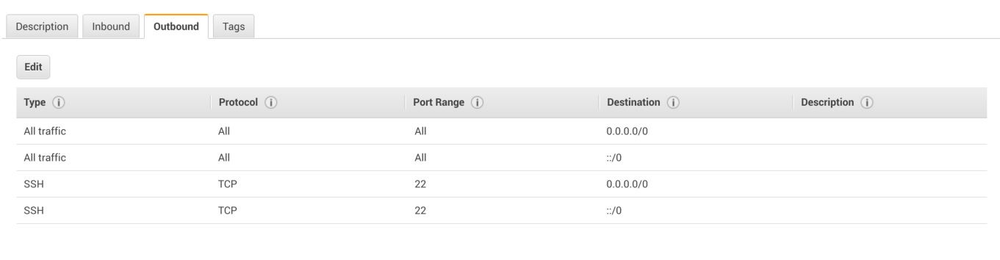 Description Inbound Outbound Tags
Edit
Type i Protocol i Port Range i Destination i Description i
All traffic All All 0.0.0.0/0
All traffic All All ::/0
SSH TCP 22 0.0.0.0/0
SSH TCP 22 ::/0